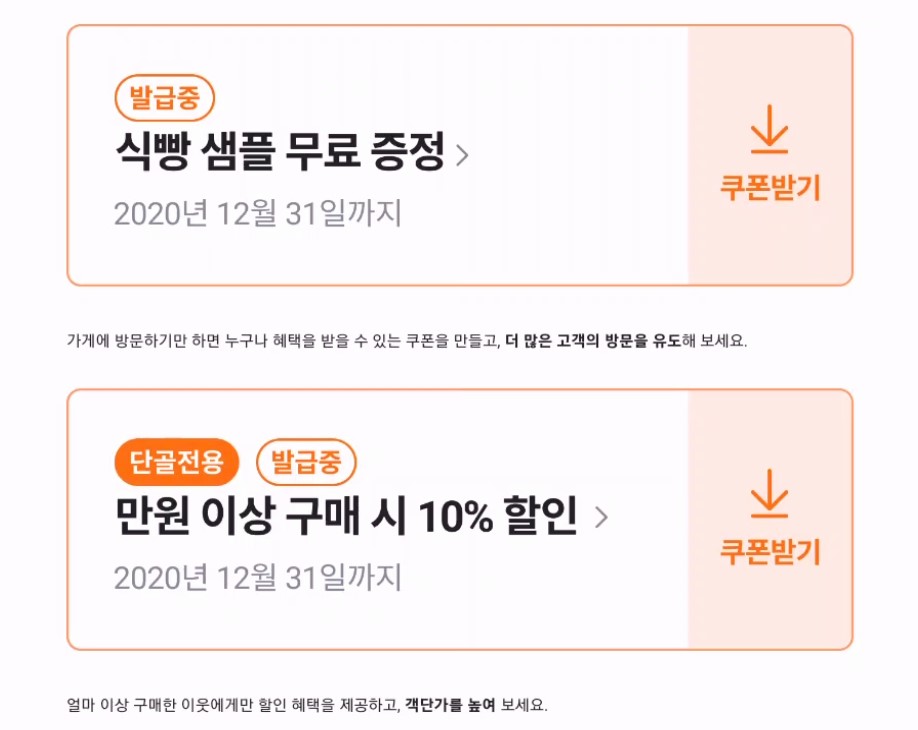 발급중
식빵 샘플 무료 증정 >
2020년 12월 31일까지
쿠폰받기
가게에 방문하기만 하면 누구나 혜택을 받을 수 있는 쿠폰을 만들고, 더 많은 고객의 방문을 유도해 보세요.
단골전용 발급중
만원 이상 구매 시 10% 할인 >
2020년 12월 31일까지
쿠폰받기
얼마 이상 구매한 이웃에게만 할인 혜택을 제공하고, 객단가를 높여 보세요.